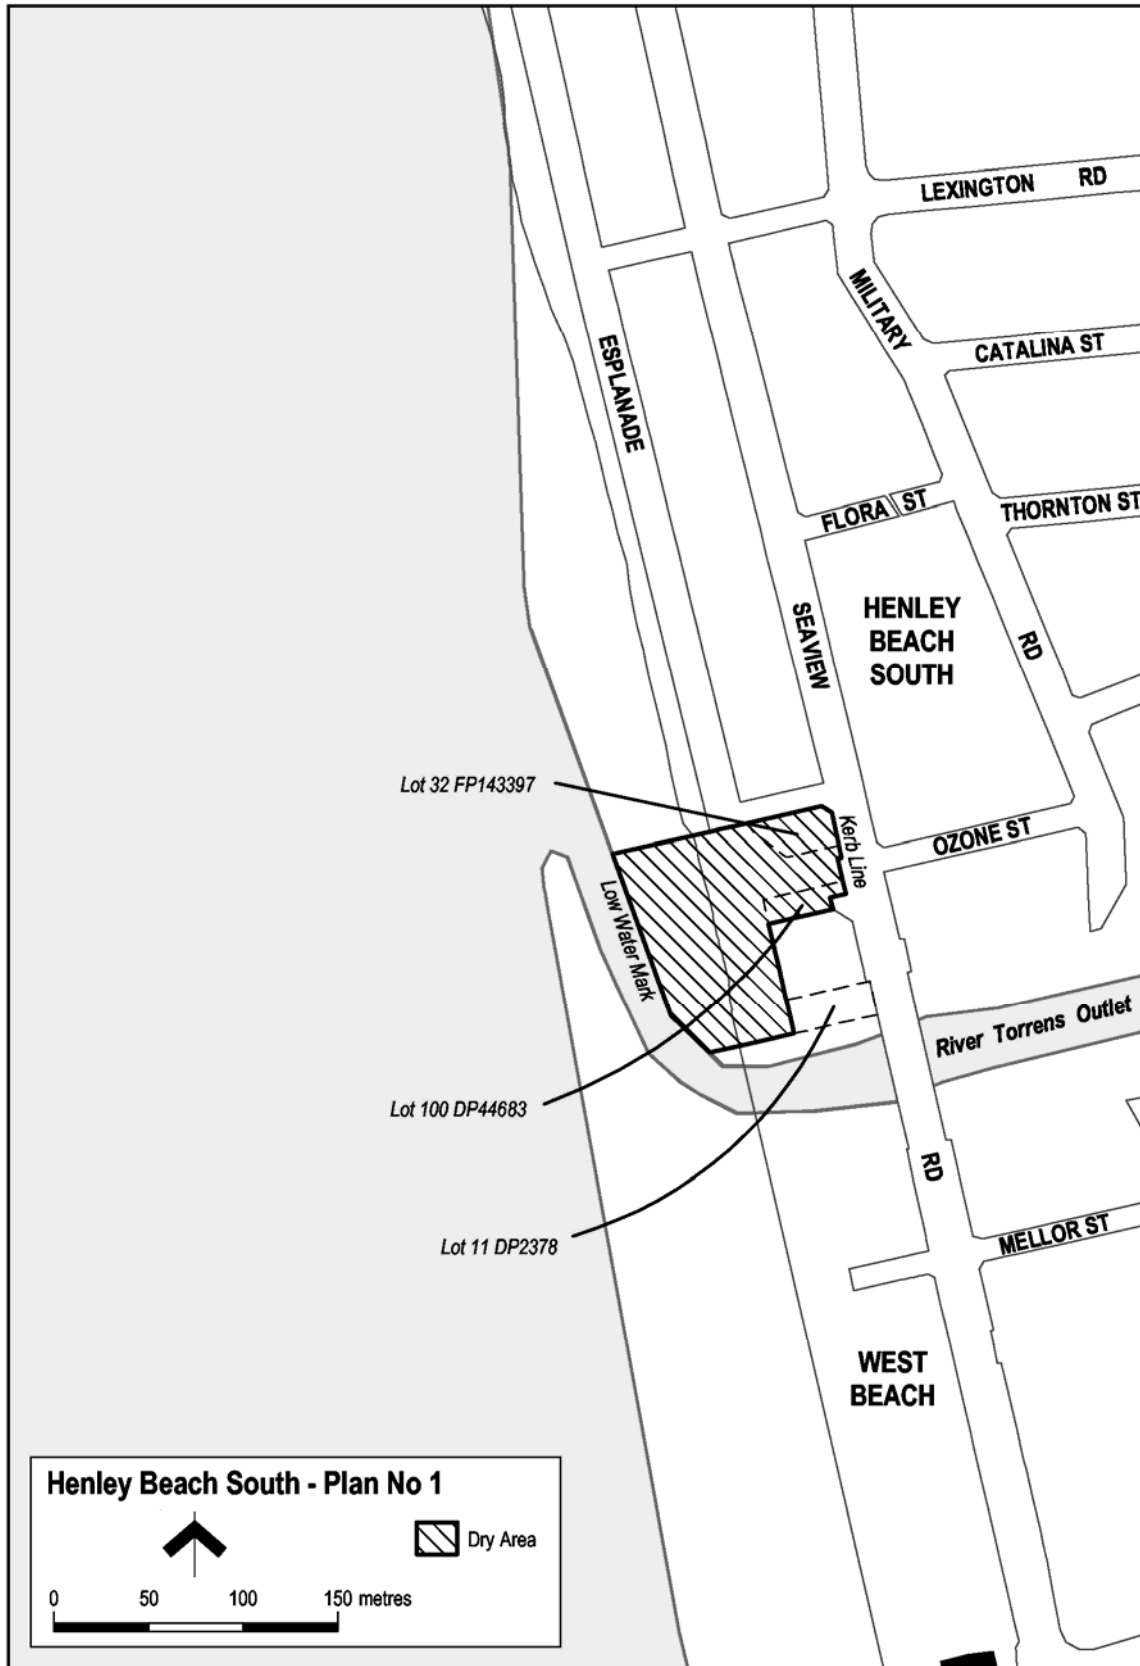 LEXINGTON RD
MILITARY
CATALINA ST
ESPLANADE
FLORA ST
THORNTON ST
SEAVIEW
HENLEY
BEACH
SOUTH
RD
Lot 32 FP143397
Kerb Line
OZONE ST
Low Water Mark
River Torrens Outlet
Lot 100 DP44683
RD
Lot 11 DP2378
MELLOR ST
WEST
BEACH
Henley Beach South - Plan No 1
Dry Area
0 50 100 150 metres